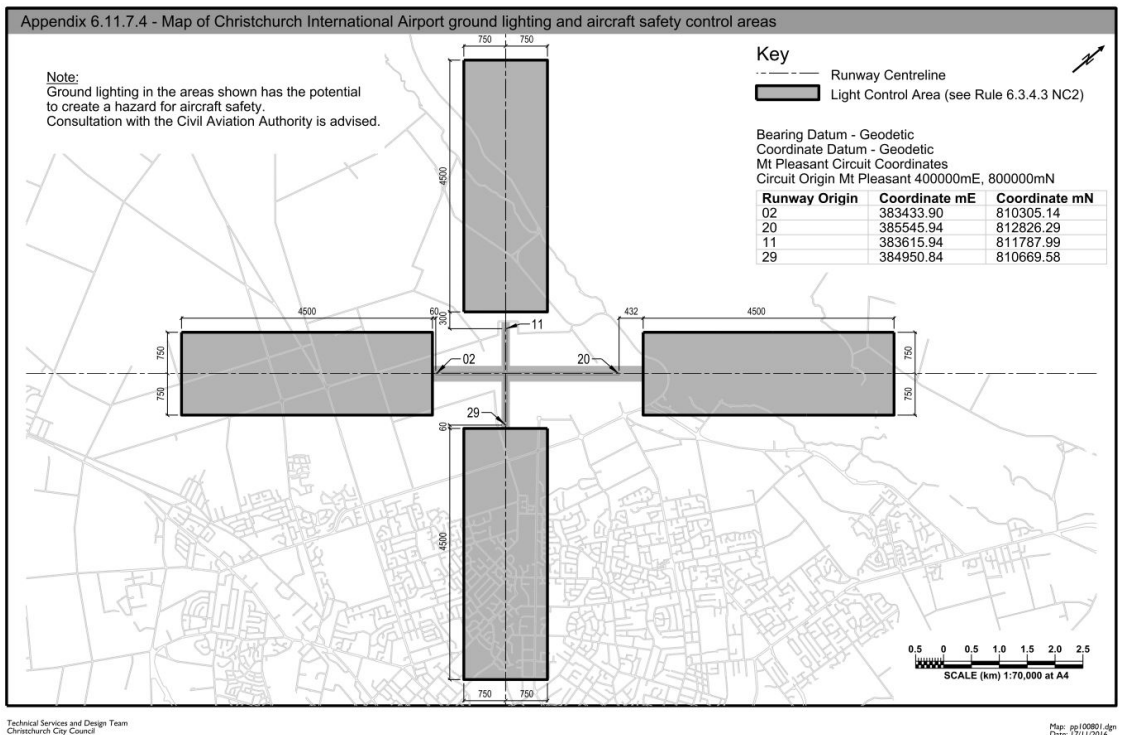 Appendix 6.11.7.4 - Map of Christchurch International Airport ground lighting and aircraft safety control areas
750 750
Note:
Ground lighting in the areas shown has the potential
to create a hazard for aircraft safety.
Consultation with the Civil Aviation Authority is advised.
Key
Runway Centreline
Light Control Area (see Rule 6.3.4.3 NC2)
Bearing Datum - Geodetic
Coordinate Datum - Geodetic
Mt Pleasant Circuit Coordinates
Circuit Origin Mt Pleasant 400000mE, 800000mN
Runway Origin Coordinate mE Coordinate mN
02 383433.90 810305.14
20 385545.94 812826.29
11 383615.94 811787.99
29 384950.84 810669.58
4500
4500 60 300 11 432 4500
750 02 20 750
750 750
29
60
4500
750 750
0.5 0 0.5 1.0 1.5 2.0 2.5
SCALE (km) 1:70,000 at A4
Technical Services and Design Team
Christchurch City Council
Map: pp100801.dgn
Date: 17/11/2016